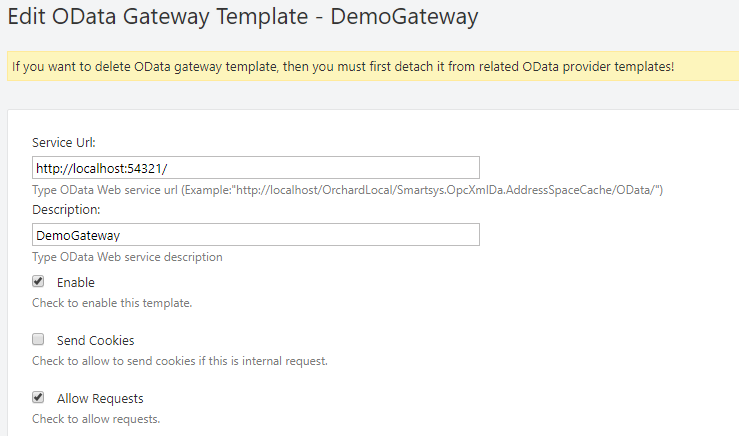 Edit OData Gateway Template - DemoGateway
If you want to delete OData gateway template, then you must first detach it from related OData provider templates!
Service Url:
http://localhost:54321/
Type OData Web service url (Example:"http://localhost/OrchardLocal/Smartsys.OpcXmlDa.AddressSpaceCache/OData/")
Description:
DemoGateway
Type OData Web service description
Enable
Check to enable this template.
Send Cookies
Check to allow to send cookies if this is internal request.
Allow Requests
Check to allow requests.